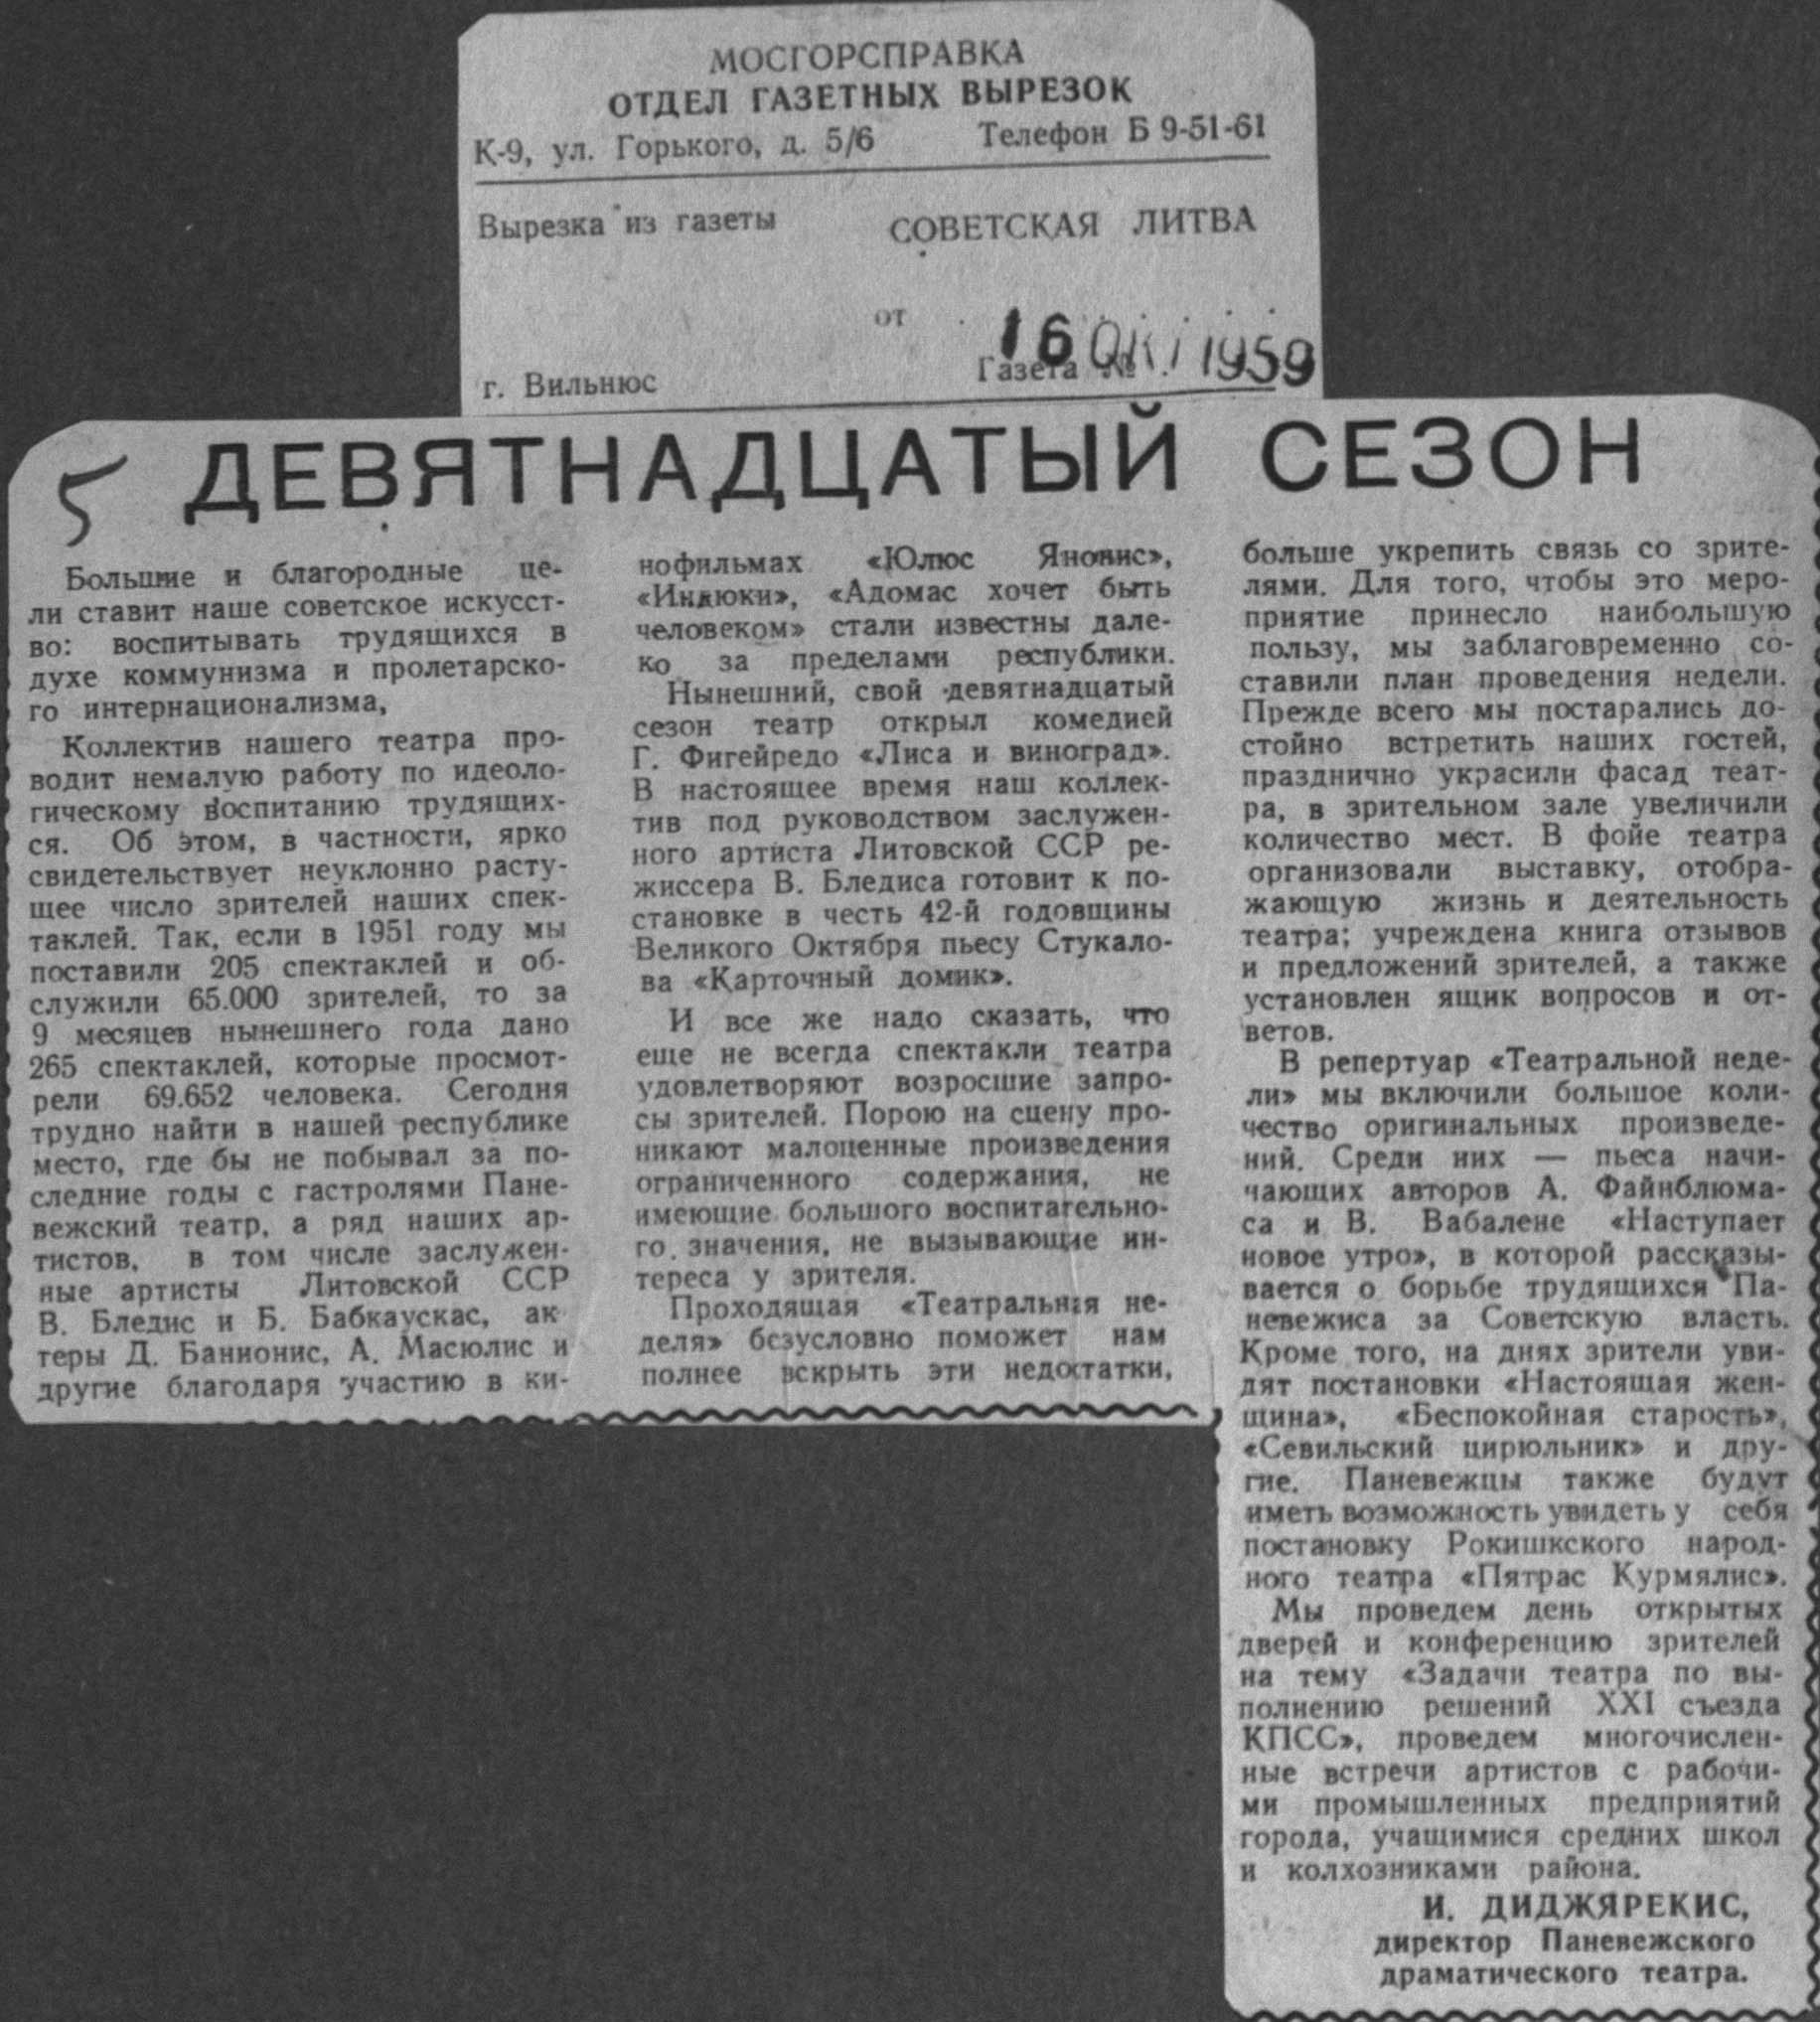 МОСГОРСПРАВКА
ОТДЕЛ ГАЗЕТНЫХ ВЫРЕЗОК
К-9, ул. Горького, д. 5/6 Телефон Б 9-51-61
Вырезка из газеты СОВЕТСКАЯ ЛИТВА
от 16 ОКТ 1959
г. Вильнюс Газета №
5 ДЕВЯТНАДЦАТЫЙ СЕЗОН
Большие и благородные це-
ли ставит наше советское искусст-
во: воспитывать трудящихся в
духе коммунизма и пролетарско-
го интернационализма,
Коллектив нашего театра про-
водит немалую работу по идеоло-
гическому воспитанию трудящих-
ся. Об этом, в частности, ярко
свидетельствует неуклонно расту-
щее число зрителей наших спек-
таклей. Так, если в 1951 году мы
поставили 205 спектаклей и об-
служили 65.000 зрителей, то за
9 месяцев нынешнего года дано
265 спектаклей, которые просмот-
рели 69.652 человека. Сегодня
трудно найти в нашей республике
место, где бы не побывал за по-
следние годы с гастролями Пане-
вежский театр, а ряд наших ар-
тистов, в том числе заслужен-
ные артисты Литовской ССР
В. Бледис и Б. Бабкаускас, ак
теры Д. Банионис, А. Масюлис и
другие благодаря участию в ки-
нофильмах «Юлюс Янонис»,
«Индюки», «Адомас хочет быть
человеком» стали известны дале-
ко за пределами республики.
Нынешний, свой девятнадцатый
сезон театр открыл комедией
Г. Фигейредо «Лиса и виноград».
В настоящее время наш коллек-
тив под руководством заслужен-
ного артиста Литовской ССР ре-
жиссера В. Бледиса готовит к по-
становке в честь 42-й годовщины
Великого Октября пьесу Стукало-
ва «Карточный домик».
И все же надо сказать, что
еще не всегда спектакли театра
удовлетворяют возросшие запро-
сы зрителей. Порою на сцену про-
никают малоценные произведения
ограниченного содержания, не
имеющие большого воспитательно-
го значения, не вызывающие ин-
тереса у зрителя.
Проходящая «Театральная не-
деля» безусловно поможет нам
полнее вскрыть эти недостатки,
больше укрепить связь со зрите-
лями. Для того, чтобы это меро-
приятие принесло наибольшую
пользу, мы заблаговременно со-
ставили план проведения недели.
Прежде всего мы постарались до-
стойно встретить наших гостей,
празднично украсили фасад теат-
ра, в зрительном зале увеличили
количество мест. В фойе театра
организовали выставку, отобра-
жающую жизнь и деятельность
театра; учреждена книга отзывов
и предложений зрителей, а также
установлен ящик вопросов и от-
ветов.
В репертуар «Театральной неде-
ли» мы включили большое коли-
чество оригинальных произведе-
ний. Среди них — пьеса начи-
чающих авторов А. Файнблюма-
са и В. Вабалене «Наступает
новое утро», в которой рассказы-
вается о борьбе трудящихся Па-
невежиса за Советскую власть.
Кроме того, на днях зрители уви-
дят постановки «Настоящая жен-
щина», «Беспокойная старость»,
«Севильский цирюльник» и дру-
гие. Паневежцы также будут
иметь возможность увидеть у себя
постановку Рокишкского народ-
ного театра «Пятрас Курмялис».
Мы проведем день открытых
дверей и конференцию зрителей
на тему «Задачи театра по вы-
полнению решений XXI съезда
КПСС», проведем многочислен-
ные встречи артистов с рабочи-
ми промышленных предприятий
города, учащимися средних школ
и колхозниками района.
И. ДИДЖЯРЕКИС,
директор Паневежского
драматического театра.